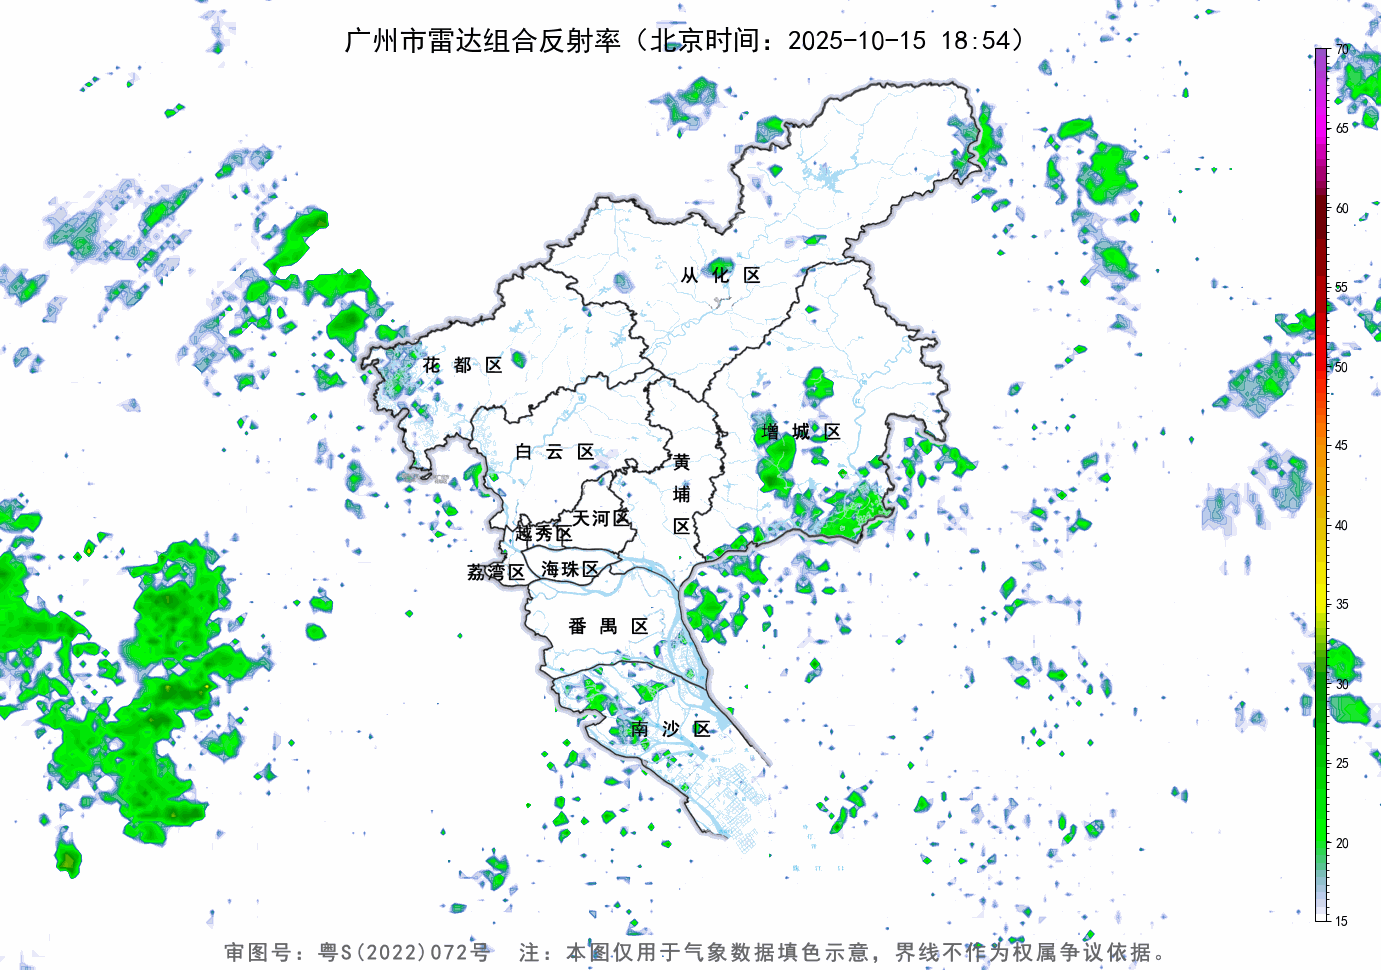 广州市雷达组合反射率（北京时间：2025-10-15 18:54）
70
65
60
55
50
45
40
35
30
25
20
15
从化区
花都区
增城区
白云区
黄埔区
天河区
越秀区
荔湾区
海珠区
番禺区
南沙区
审图号：粤S(2022)072号 注：本图仅用于气象数据填色示意，界线不作为权属争议依据。